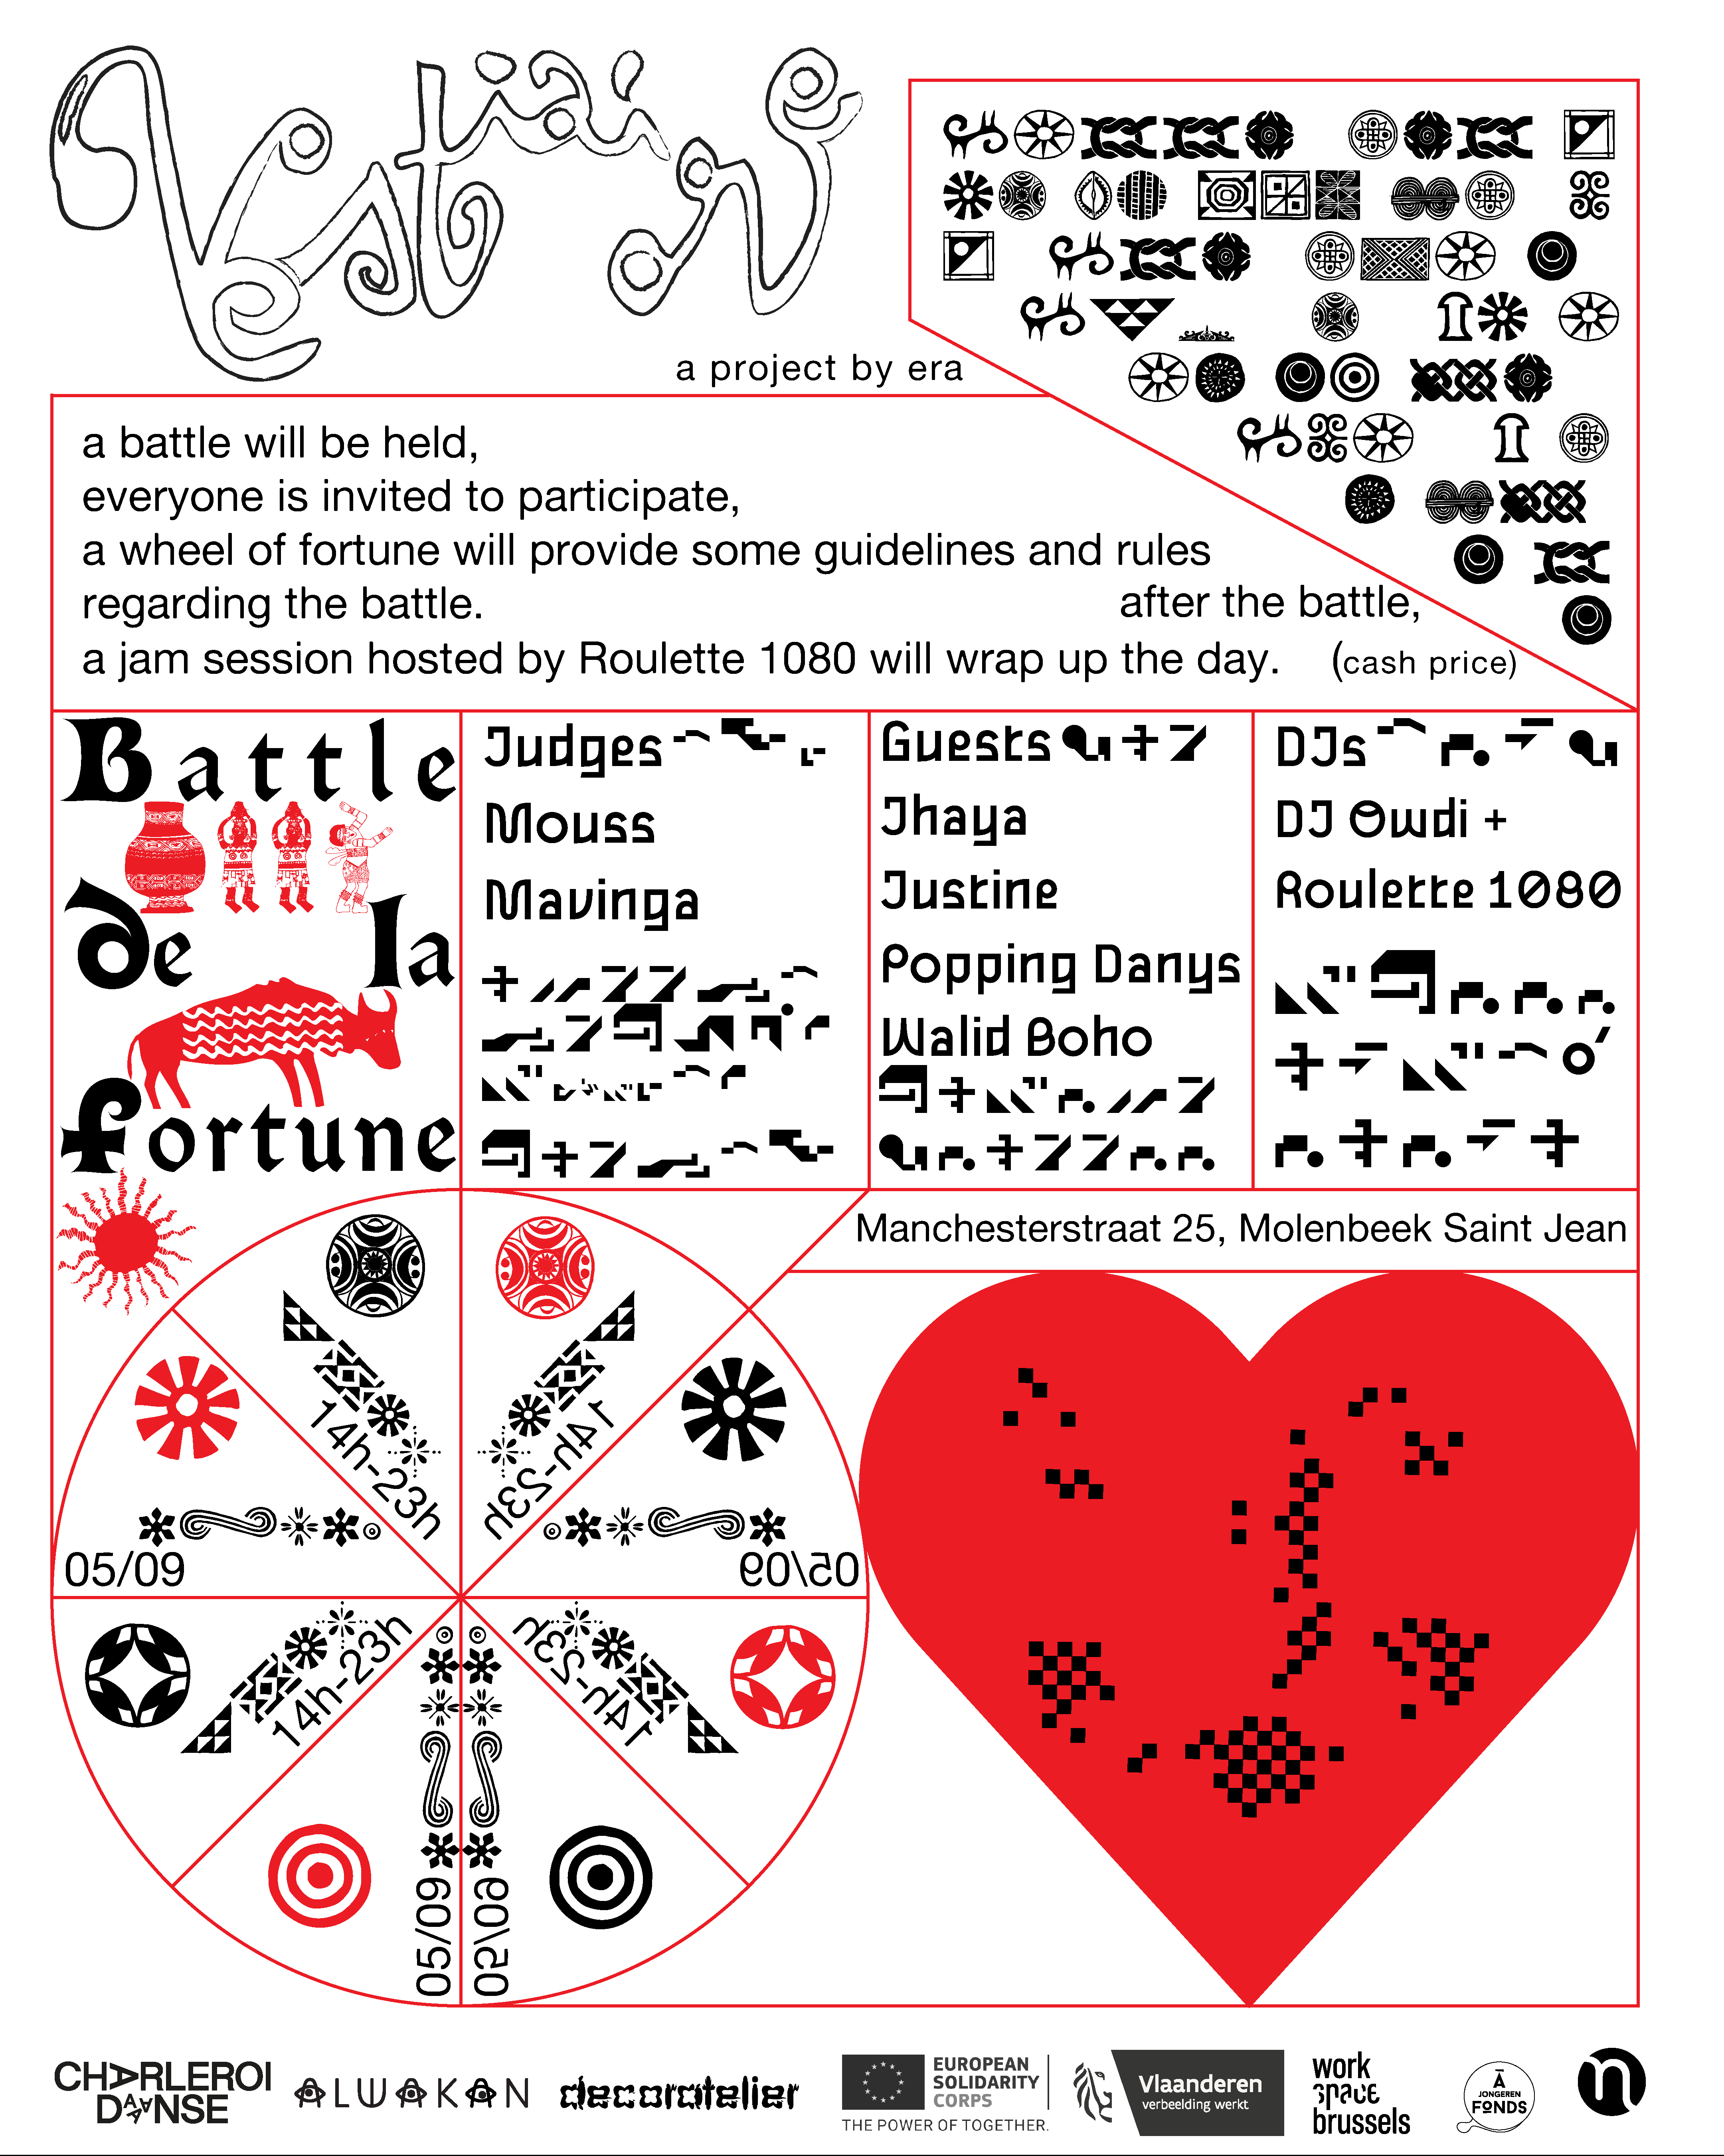 Vestiaire
a project by era
a battle will be held,
everyone is invited to participate,
a wheel of fortune will provide some guidelines and rules
regarding the battle.
after the battle,
a jam session hosted by Roulette 1080 will wrap up the day. (cash price)
Battle
de la
fortune
Judges
Mouss
Mavinga
Guests
Jhaya
Justine
Popping Danys
Walid Boho
DJs
DJ Owdi +
Roulette 1080
Manchesterstraat 25, Molenbeek Saint Jean
14h-23h
14h-23h
05/09
05/09
14h-23h
14h-23h
05/09
05/09
CHARLEROI
DANSE
ALWAKAN
decoratelier
EUROPEAN
SOLIDARITY
CORPS
THE POWER OF TOGETHER.
Vlaanderen
verbeelding werkt
work
space
brussels
A
JONGEREN
FONDS
n